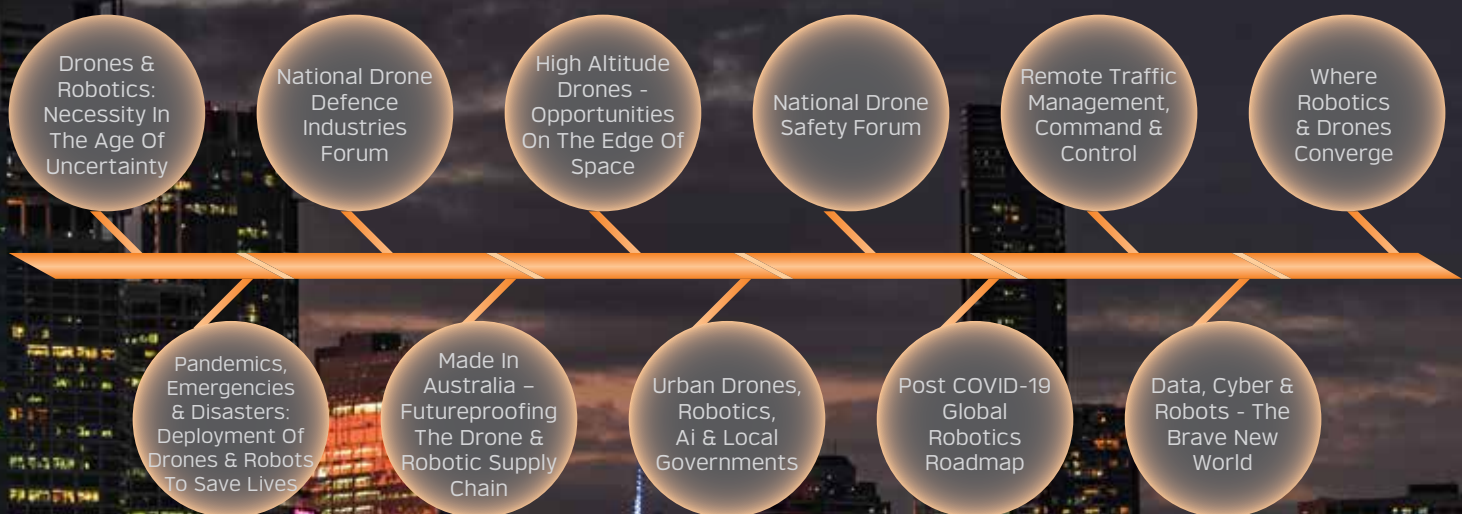 Drones &
Robotics:
Necessity In
The Age Of
Uncertainty
National Drone
Defence
Industries
Forum
High Altitude
Drones -
Opportunities
On The Edge Of
Space
National Drone
Safety Forum
Remote Traffic
Management,
Command &
Control
Where
Robotics
& Drones
Converge
Pandemics,
Emergencies
& Disasters:
Deployment Of
Drones & Robots
To Save Lives
Made In
Australia –
Futureproofing
The Drone &
Robotic Supply
Chain
Urban Drones,
Robotics,
Ai & Local
Governments
Post COVID-19
Global
Robotics
Roadmap
Data, Cyber &
Robots - The
Brave New
World